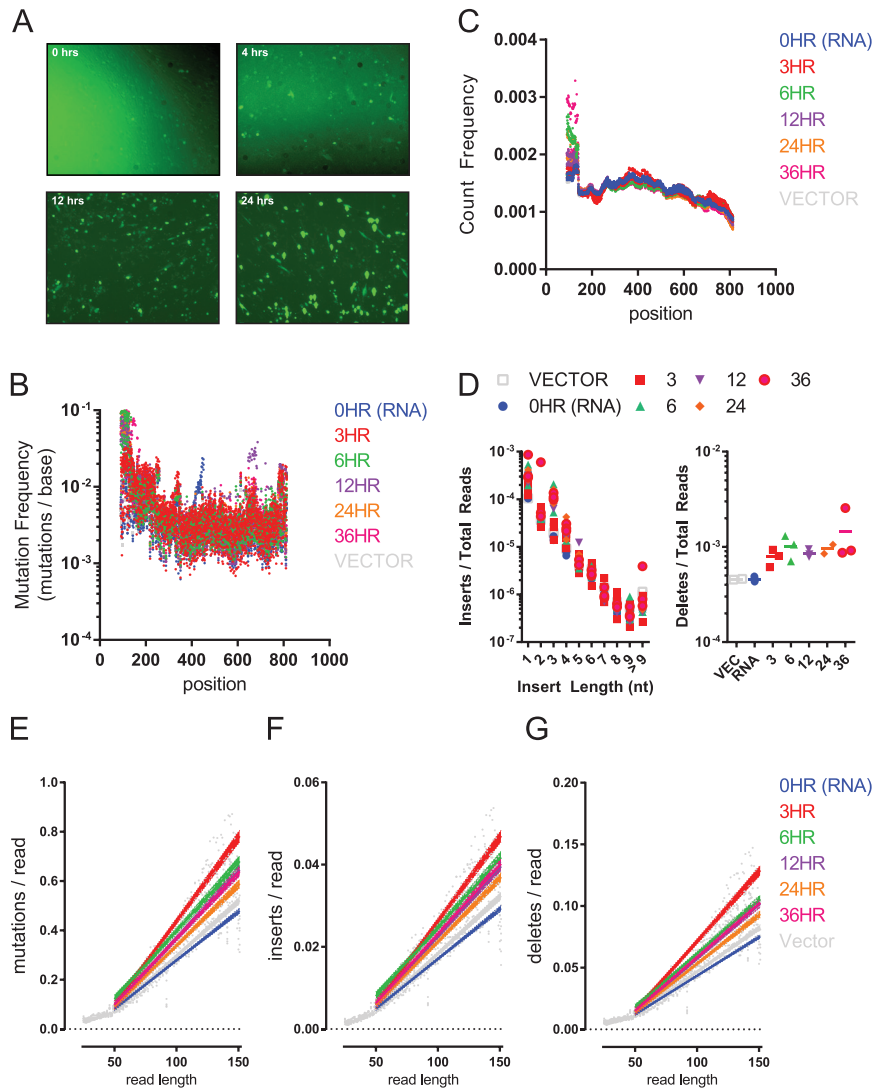 A
0 hrs
4 hrs
12 hrs
24 hrs
B
Mutation Frequency
(mutations / base)
10-1
10-2
10-3
10-4
0 200 400 600 800 1000
position
0HR (RNA)
3HR
6HR
12HR
24HR
36HR
VECTOR
C
Count Frequency
0.004
0.003
0.002
0.001
0.000
0 200 400 600 800 1000
position
0HR (RNA)
3HR
6HR
12HR
24HR
36HR
VECTOR
D
VECTOR 3 12 36
0HR (RNA) 6 24
Inserts / Total Reads
10-3
10-4
10-5
10-6
10-7
1 2 3 4 5 6 7 8 9 > 9
Insert Length (nt)
Deletes / Total Reads
10-2
10-3
10-4
VEC RNA 3 6 12 24 36
E
mutations / read
1.0
0.8
0.6
0.4
0.2
0.0
50 100 150
read length
F
inserts / read
0.06
0.04
0.02
0.00
50 100 150
read length
G
deletes / read
0.20
0.15
0.10
0.05
0.00
50 100 150
read length
0HR (RNA)
3HR
6HR
12HR
24HR
36HR
Vector